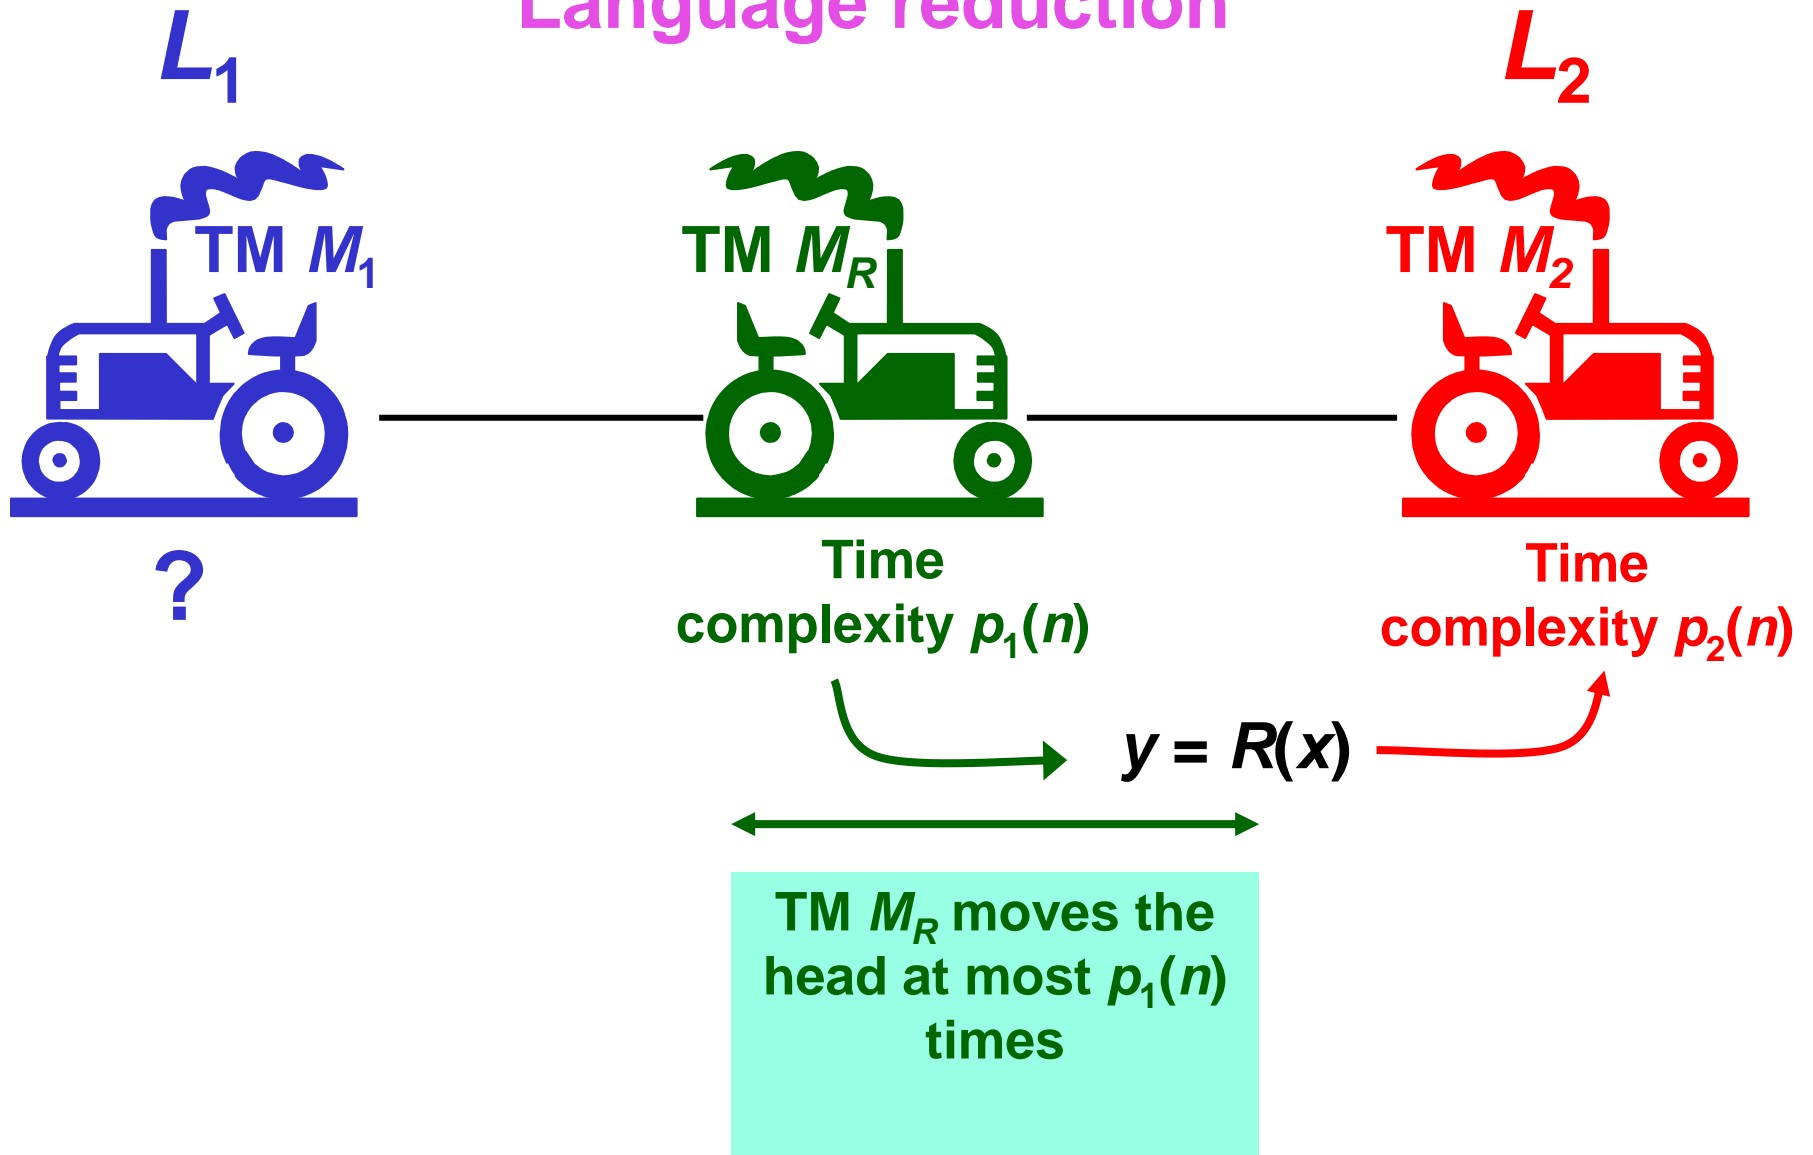 Language reduction
L1
L2
TM M1
TM MR
TM M2
?
Time
complexity p1(n)
Time
complexity p2(n)
y = R(x)
TM MR moves the
head at most p1(n)
times